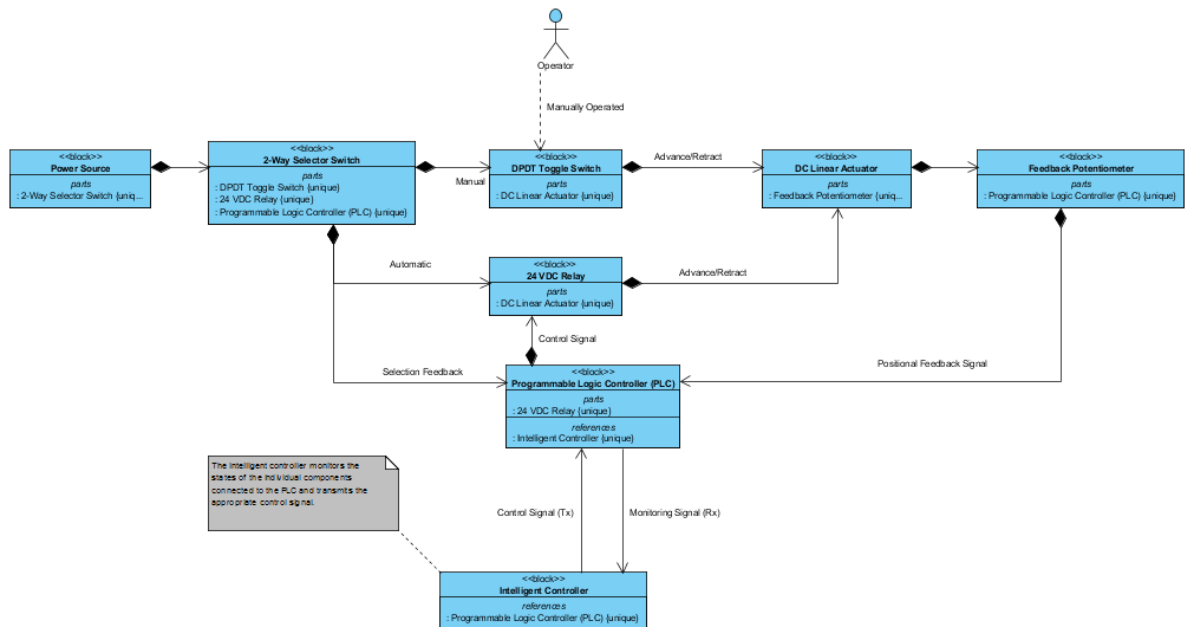 Operator
Manually Operated
<<block>>
Power Source
parts
: 2-Way Selector Switch {uniq...
<<block>>
2-Way Selector Switch
parts
: DPDT Toggle Switch {unique}
: 24 VDC Relay {unique}
: Programmable Logic Controller (PLC) {unique}
Manual
<<block>>
DPDT Toggle Switch
parts
: DC Linear Actuator {unique}
Advance/Retract
<<block>>
DC Linear Actuator
parts
: Feedback Potentiometer {uniq...
<<block>>
Feedback Potentiometer
parts
: Programmable Logic Controller (PLC) {unique}
Automatic
<<block>>
24 VDC Relay
parts
: DC Linear Actuator {unique}
Advance/Retract
Control Signal
Selection Feedback
<<block>>
Programmable Logic Controller (PLC)
parts
: 24 VDC Relay {unique}
references
: Intelligent Controller {unique}
Positional Feedback Signal
The intelligent controller monitors the
states of the individual components
connected to the PLC and transmits the
appropriate control signal.
Control Signal (Tx)
Monitoring Signal (Rx)
<<block>>
Intelligent Controller
references
: Programmable Logic Controller (PLC) {unique}